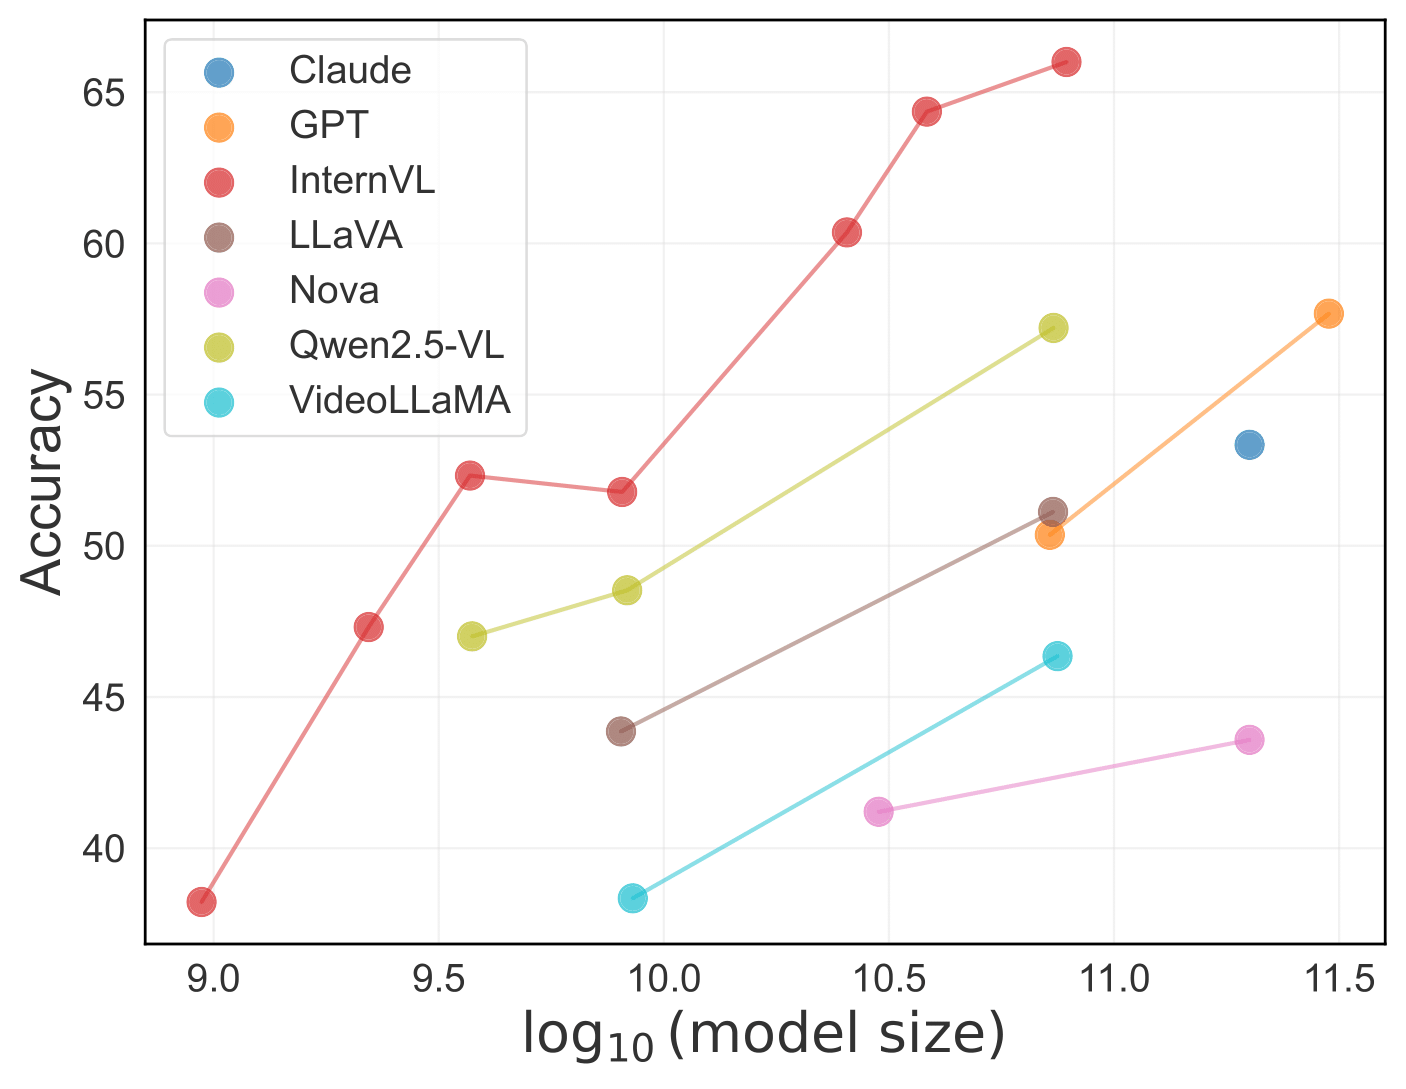 Claude
GPT
InternVL
LLaVA
Nova
Qwen2.5-VL
VideoLLaMA
65
60
55
50
45
40
Accuracy
9.0 9.5 10.0 10.5 11.0 11.5
log₁₀(model size)